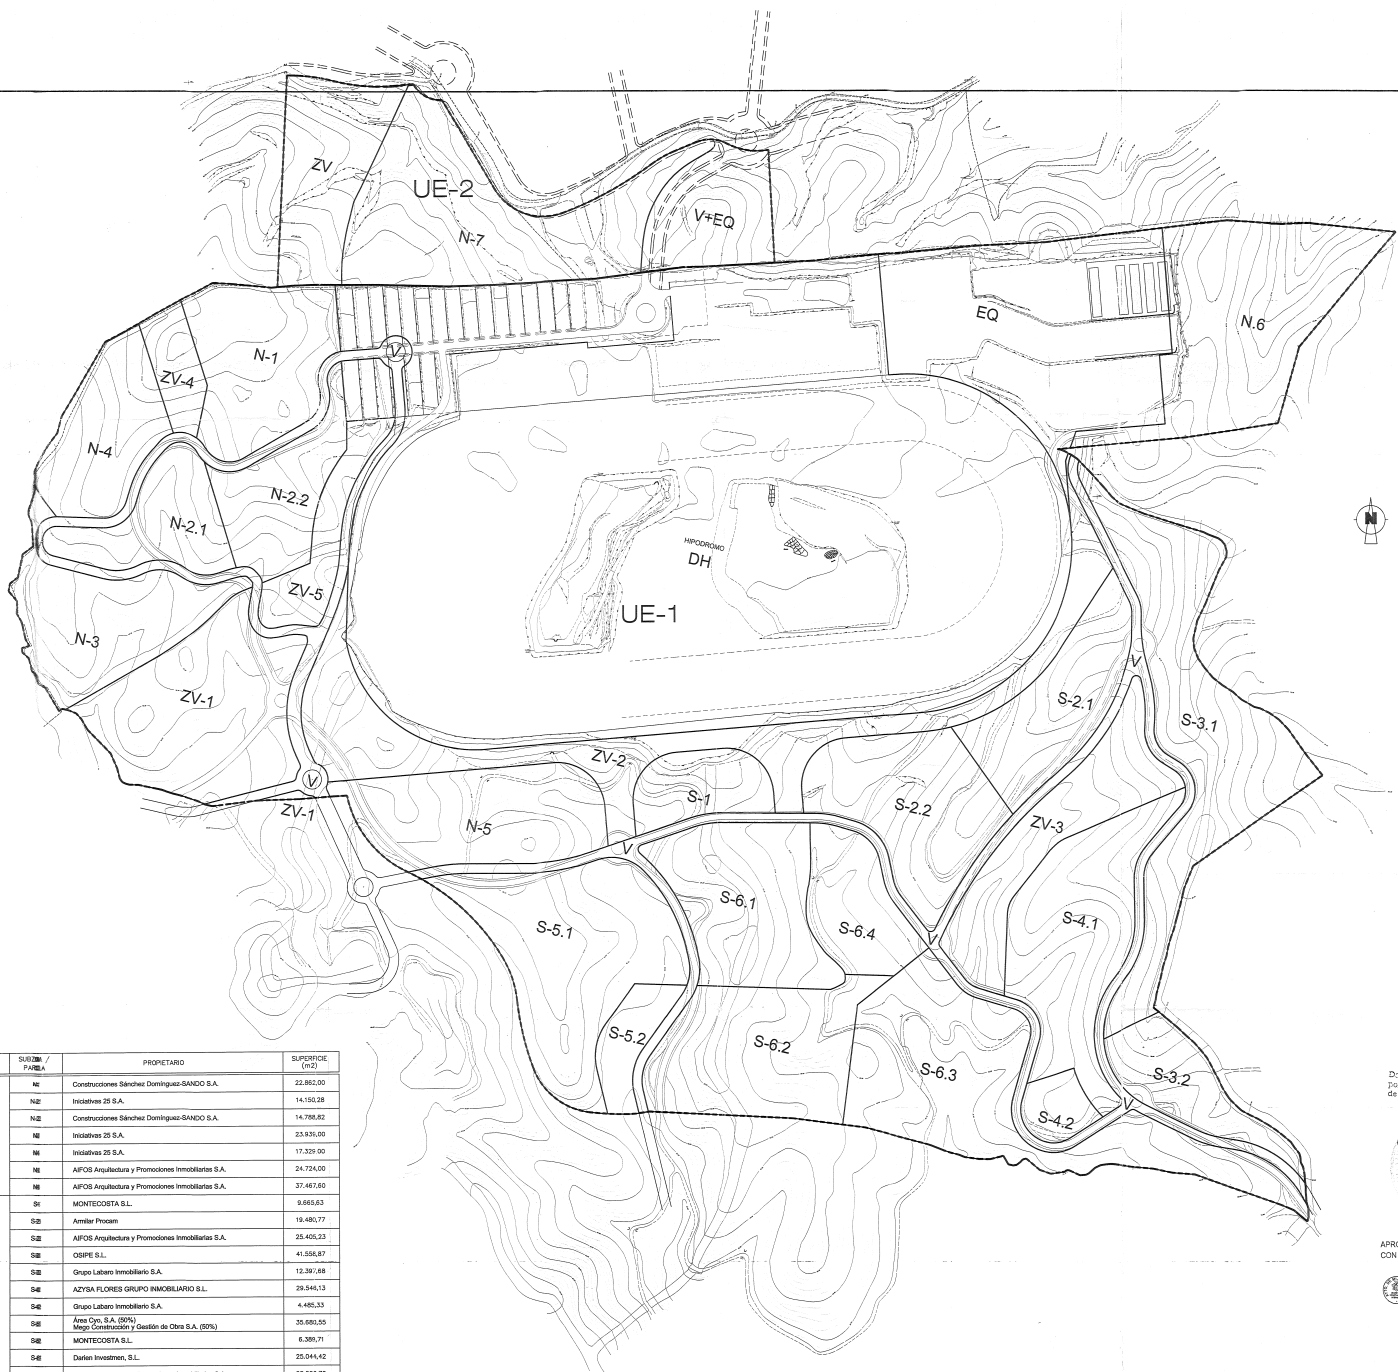 ZV
UE-2
V+EQ
N-7
EQ
N.6
N-1
V
ZV-4
N-4
N-2.2
N-2.1
N
HIPODROMO
DH
ZV-5
UE-1
N-3
V
ZV-1
S-2.1
S-3.1
ZV-2
V
S-1
S-2.2
ZV-1
N-5
ZV-3
V
S-6.1
S-4.1
S-5.1
S-6.4
V
S-5.2
S-6.2
S-6.3
S-3.2
S-4.2
V
PROPIETARIO
SUPERFICIE
(m2)
Construcciones Sánchez Domínguez-SANDO S.A. 22.862,00
Iniciativas 25 S.A. 14.150,28
Construcciones Sánchez Domínguez-SANDO S.A. 14.788,82
Iniciativas 25 S.A. 23.939,00
Iniciativas 25 S.A. 17.329,00
AIFOS Arquitectura y Promociones Inmobiliarias S.A. 24.724,00
AIFOS Arquitectura y Promociones Inmobiliarias S.A. 37.467,60
MONTECOSTA S.L. 9.665,63
Armilar Procam 19.480,77
AIFOS Arquitectura y Promociones Inmobiliarias S.A. 25.405,23
OSIPE S.L. 41.558,87
Grupo Labaro Inmobiliario S.A. 12.397,68
AZYSA FLORES GRUPO INMOBILIARIO S.L. 29.546,13
Grupo Labaro Inmobiliario S.A. 4.485,33
Área Cyo, S.A. (50%)
Mego Construcción y Gestión de Obra S.A. (50%) 35.680,55
MONTECOSTA S.L. 6.389,71
Darien Investmen, S.L. 25.044,42
de
CON